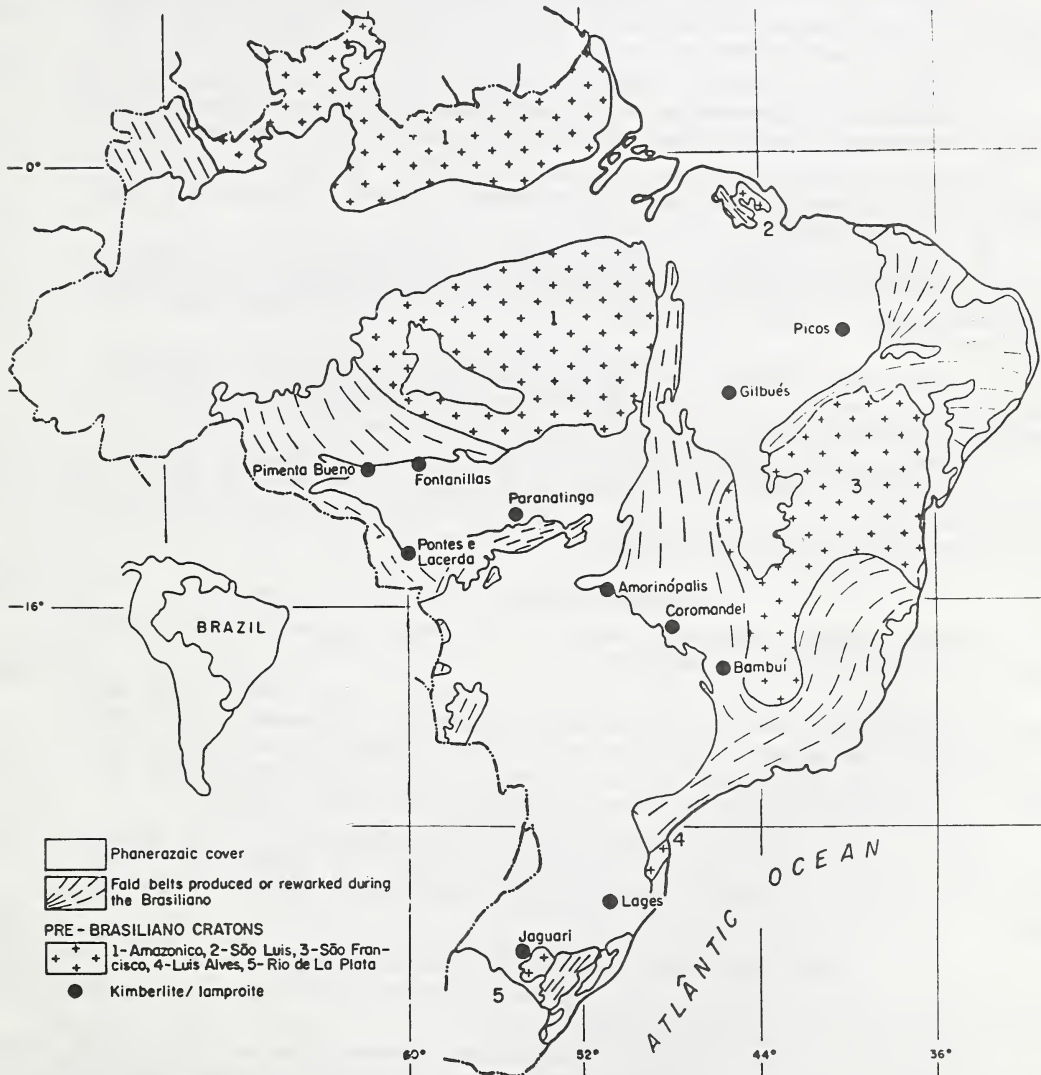 1
0°
2
1
Picos
Gilbués
3
Pimenta Bueno
Fontanillas
Paranatinga
Pontes e
Lacerda
Amorinópalis
16°
Coromandel
BRAZIL
Bambuí
4
OCEAN
Phanerazaic cover
Fald belts produced or rewarked during
the Brasiliano
PRE-BRASILIANO CRATONS
1-Amazonico, 2-São Luis, 3-São Fran-
cisco, 4-Luis Alves, 5-Rio de La Plata
Kimberlite/lamproite
Lages
Jaguari
5
ATLÂNTIC
60°
52°
44°
36°